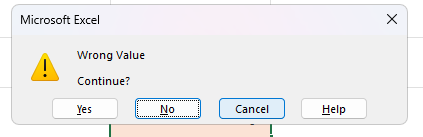 Microsoft Excel
Wrong Value
Continue?
Yes No Cancel Help